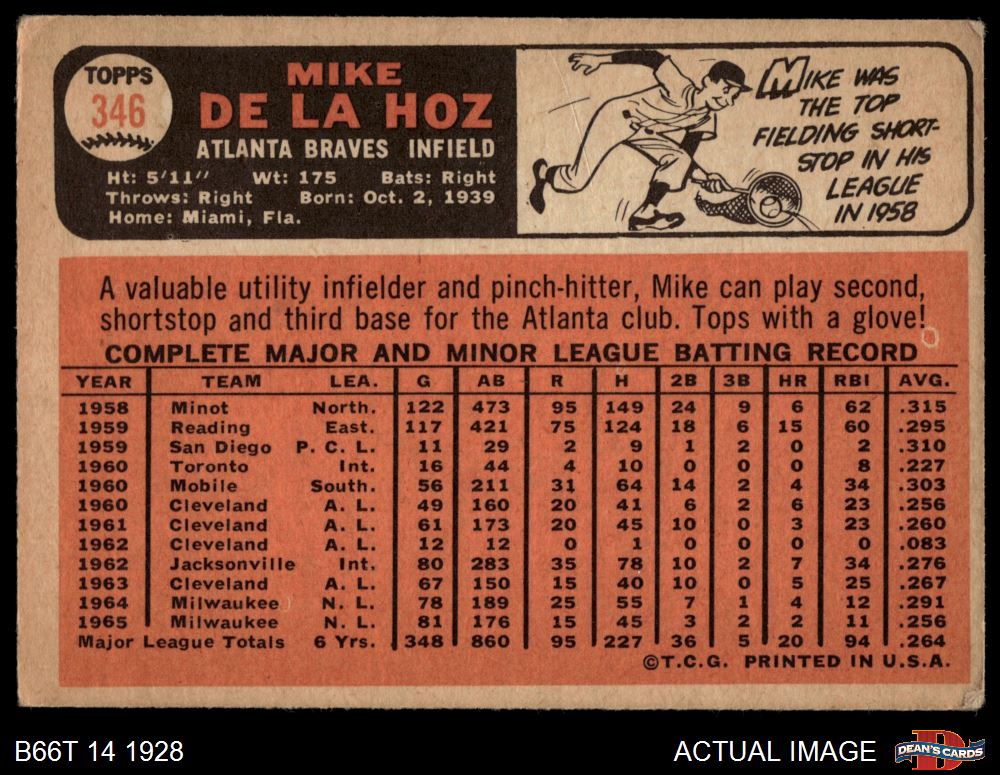 TOPPS
346
MIKE
DE LA HOZ
ATLANTA BRAVES INFIELD
Ht: 5'11" Wt: 175 Bats: Right
Throws: Right Born: Oct. 2, 1939
Home: Miami, Fla.
MIKE WAS
THE TOP
FIELDING SHORT-
STOP IN HIS
LEAGUE
IN 1958
A valuable utility infielder and pinch-hitter, Mike can play second,
shortstop and third base for the Atlanta club. Tops with a glove!
COMPLETE MAJOR AND MINOR LEAGUE BATTING RECORD
YEAR TEAM LEA. G AB R H 2B 3B HR RBI AVG.
1958 Minot North. 122 473 95 149 24 9 6 62 .315
1959 Reading East. 117 421 75 124 18 6 15 60 .295
1959 San Diego P. C. L. 11 29 2 9 1 2 0 2 .310
1960 Toronto Int. 16 44 4 10 0 0 0 8 .227
1960 Mobile South. 56 211 31 64 14 2 4 34 .303
1960 Cleveland A. L. 49 160 20 41 6 2 6 23 .256
1961 Cleveland A. L. 61 173 20 45 10 0 3 23 .260
1962 Cleveland A. L. 12 12 0 1 0 0 0 0 .083
1962 Jacksonville Int. 80 283 35 78 10 2 7 34 .276
1963 Cleveland A. L. 67 150 15 40 10 0 5 25 .267
1964 Milwaukee N. L. 78 189 25 55 7 1 4 12 .291
1965 Milwaukee N. L. 81 176 15 45 3 2 2 11 .256
Major League Totals 6 Yrs. 348 860 95 227 36 5 20 94 .264
©T.C.G. PRINTED IN U.S.A.
B66T 14 1928
ACTUAL IMAGE
DEAN'S CARDS